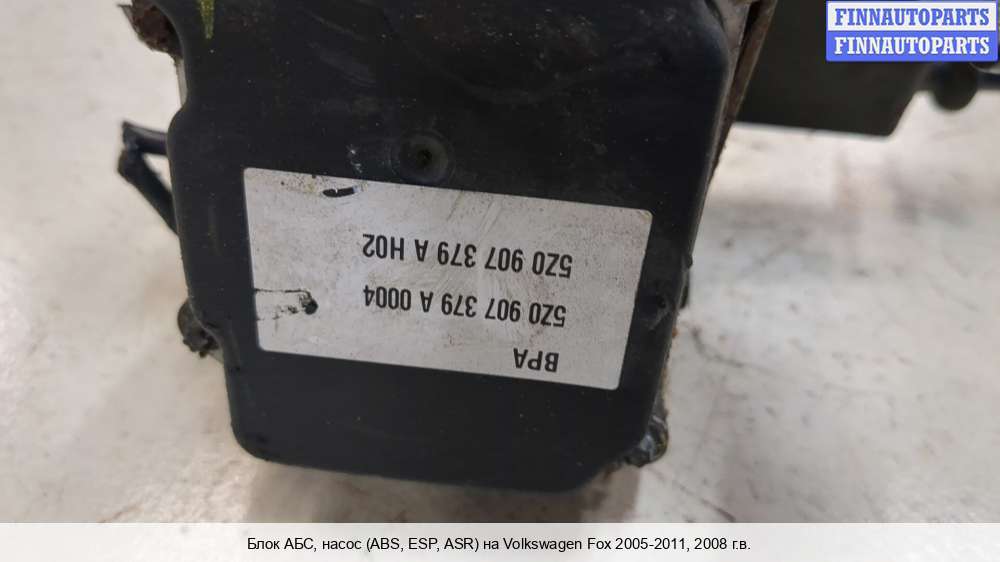 FINNAUTOPARTS
FINNAUTOPARTS
BPA
5Z0 907 379 A 0004
5Z0 907 379 A H02
Блок АБС, насос (ABS, ESP, ASR) на Volkswagen Fox 2005-2011, 2008 г.в.